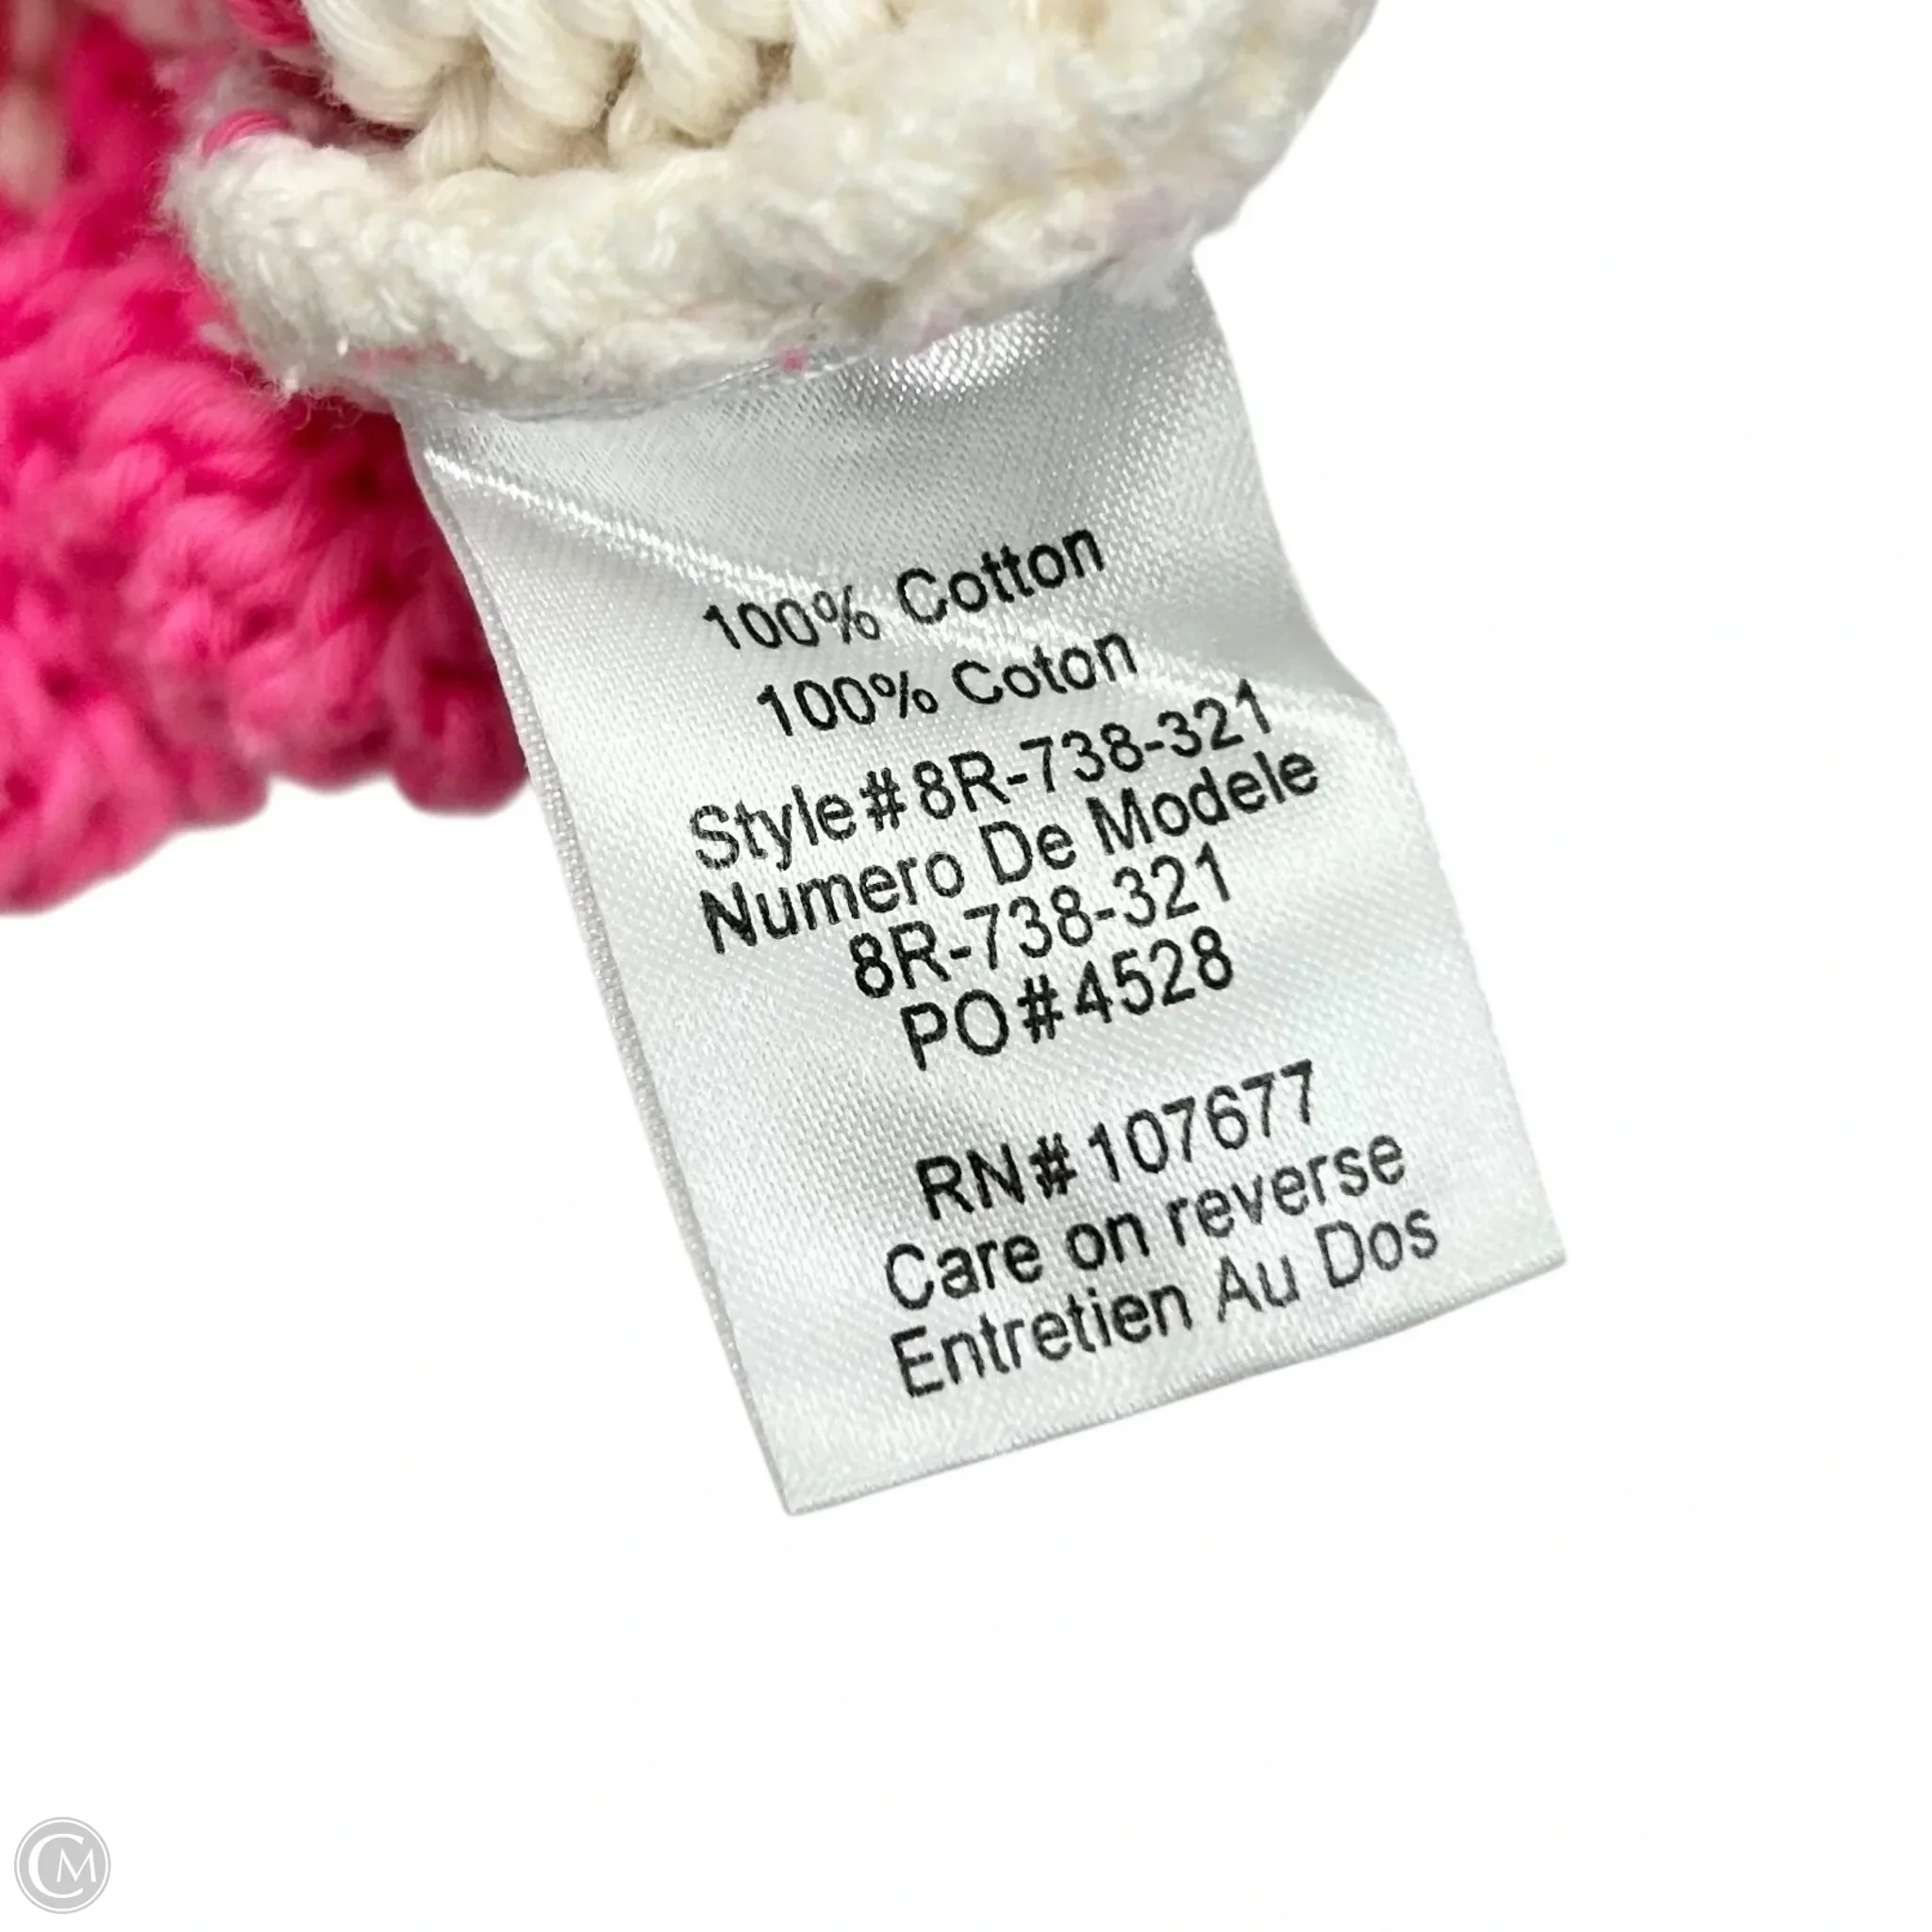 100% Cotton
100% Coton
Style#8R-738-321
Numero De Modele
8R-738-321
PO#4528
RN#107677
Care on reverse
Entretien Au Dos
CM